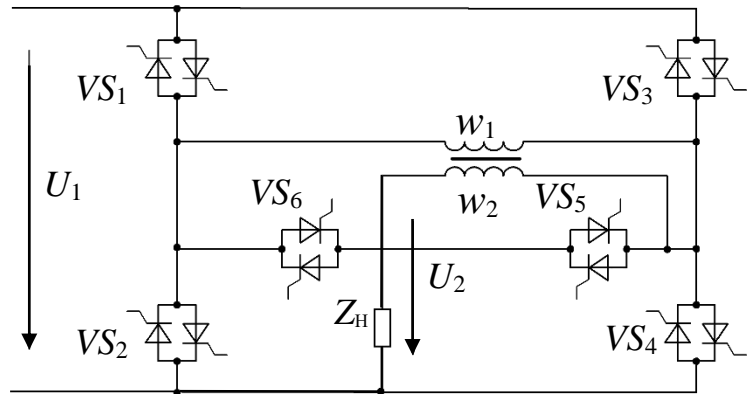 VS₁
VS₃
w₁
U₁
w₂
VS₆
VS₅
U₂
Zн
VS₂
VS₄